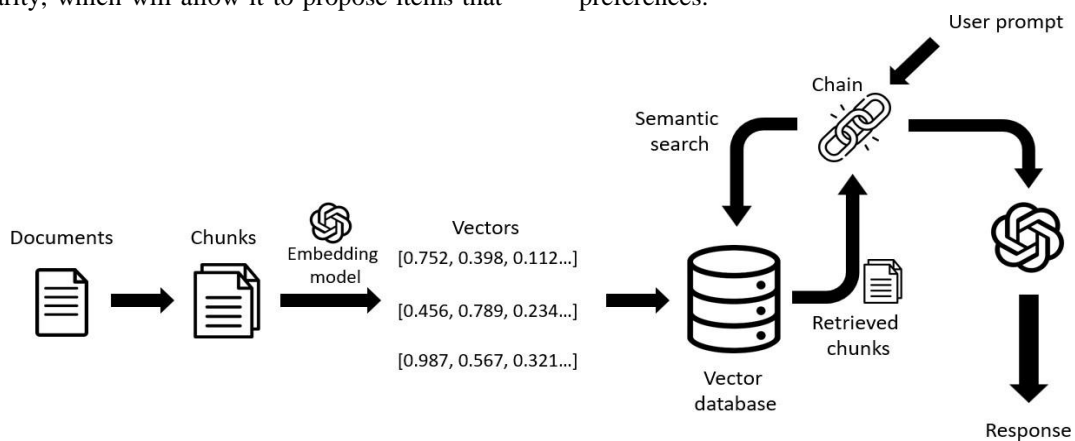 arity, which will allow it to propose items that
preferences.
User prompt
Chain
Semantic
search
Documents
Chunks
Embedding
model
Vectors
[0.752, 0.398, 0.112...]
[0.456, 0.789, 0.234...]
[0.987, 0.567, 0.321...]
Vector
database
Retrieved
chunks
Response